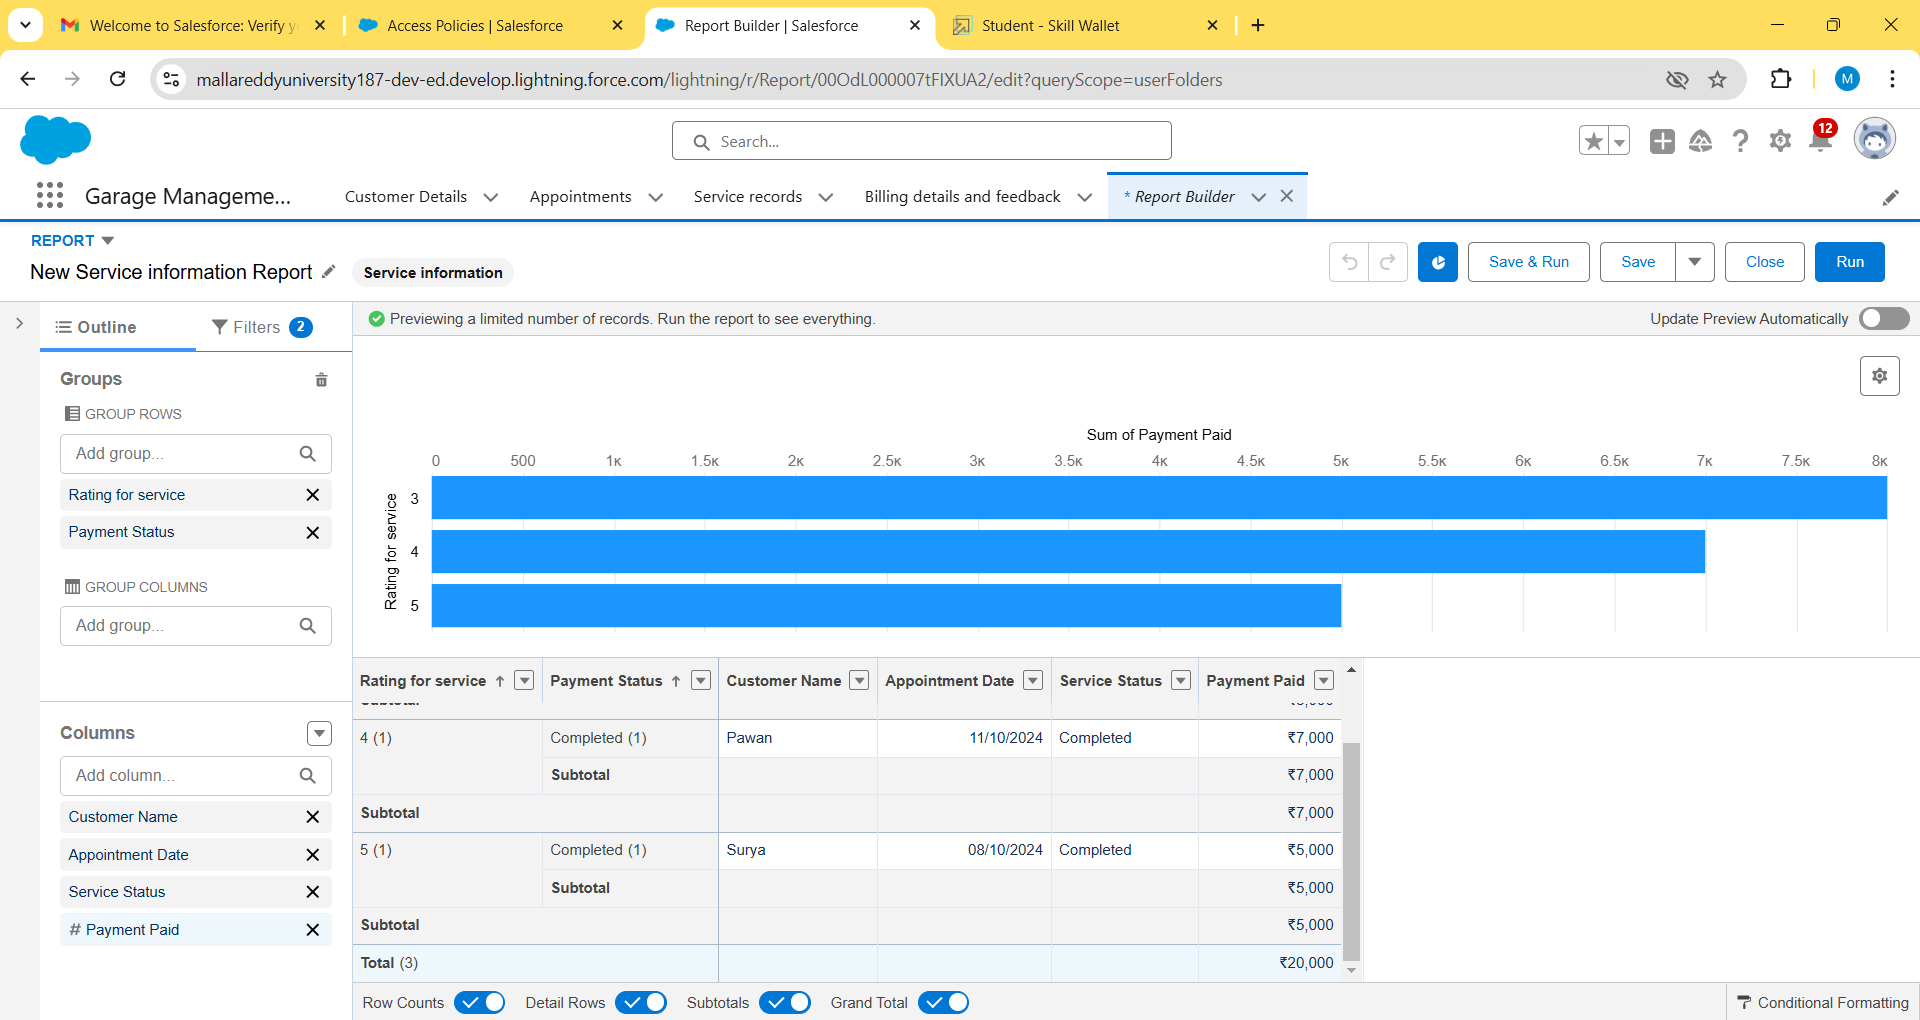 Welcome to Salesforce: Verify y
Access Policies | Salesforce
Report Builder | Salesforce
Student - Skill Wallet
mallareddyuniversity187-dev-ed.develop.lightning.force.com/lightning/r/Report/00OdL000007tFIXUA2/edit?queryScope=userFolders
M
Search...
12
Garage Manageme...
Customer Details
Appointments
Service records
Billing details and feedback
* Report Builder
REPORT
New Service information Report
Service information
Save & Run
Save
Close
Run
Outline
Filters 2
Previewing a limited number of records. Run the report to see everything.
Update Preview Automatically
Groups
GROUP ROWS
Add group...
Rating for service
Payment Status
GROUP COLUMNS
Add group...
Columns
Add column...
Customer Name
Appointment Date
Service Status
# Payment Paid
Sum of Payment Paid
0 500 1K 1.5K 2K 2.5K 3K 3.5K 4K 4.5K 5K 5.5K 6K 6.5K 7K 7.5K 8K
Rating for service
3
4
5
Rating for service Payment Status Customer Name Appointment Date Service Status Payment Paid
4 (1) Completed (1) Pawan 11/10/2024 Completed ₹7,000
Subtotal ₹7,000
Subtotal ₹7,000
5 (1) Completed (1) Surya 08/10/2024 Completed ₹5,000
Subtotal ₹5,000
Subtotal ₹5,000
Total (3) ₹20,000
Row Counts Detail Rows Subtotals Grand Total
Conditional Formatting